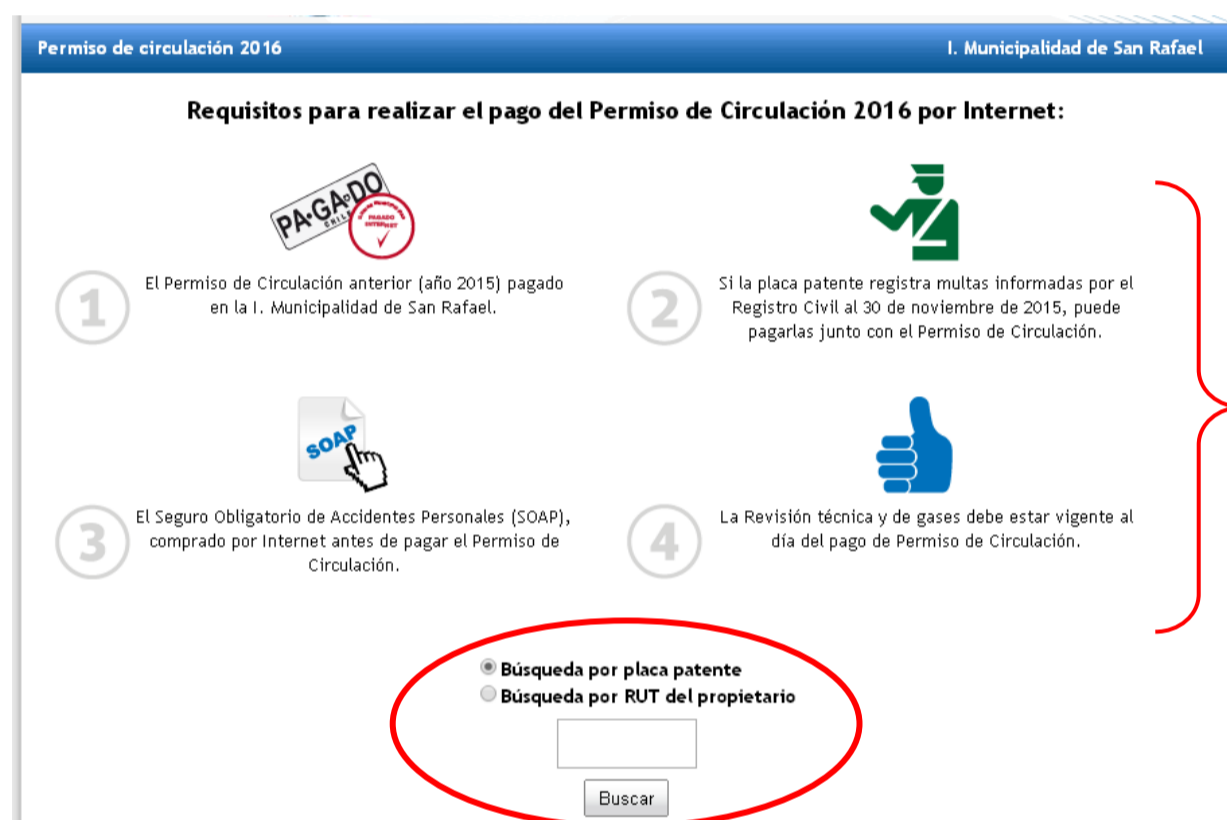 Permiso de circulación 2016
I. Municipalidad de San Rafael
Requisitos para realizar el pago del Permiso de Circulación 2016 por Internet:
PA·GA·DO
CHILE
PAGADO
INTERNET
1
El Permiso de Circulación anterior (año 2015) pagado
en la I. Municipalidad de San Rafael.
2
Si la placa patente registra multas informadas por el
Registro Civil al 30 de noviembre de 2015, puede
pagarlas junto con el Permiso de Circulación.
SOAP
3
El Seguro Obligatorio de Accidentes Personales (SOAP),
comprado por Internet antes de pagar el Permiso de
Circulación.
4
La Revisión técnica y de gases debe estar vigente al
día del pago de Permiso de Circulación.
Búsqueda por placa patente
Búsqueda por RUT del propietario
Buscar